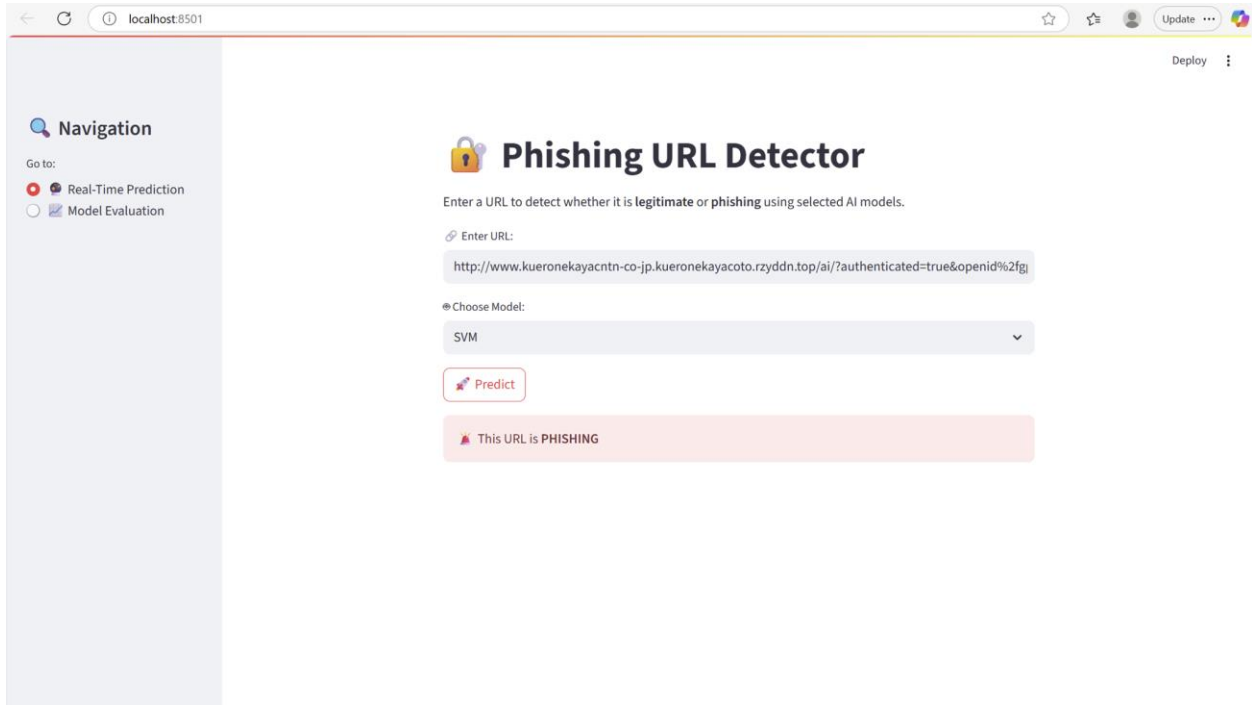 localhost:8501
Update
Deploy
Navigation
Go to:
Real-Time Prediction
Model Evaluation
Phishing URL Detector
Enter a URL to detect whether it is legitimate or phishing using selected AI models.
Enter URL:
http://www.kueronekayacntn-co-jp.kueronekayacoto.rzyddn.top/ai/?authenticated=true&openid%2fg
Choose Model:
SVM
Predict
This URL is PHISHING